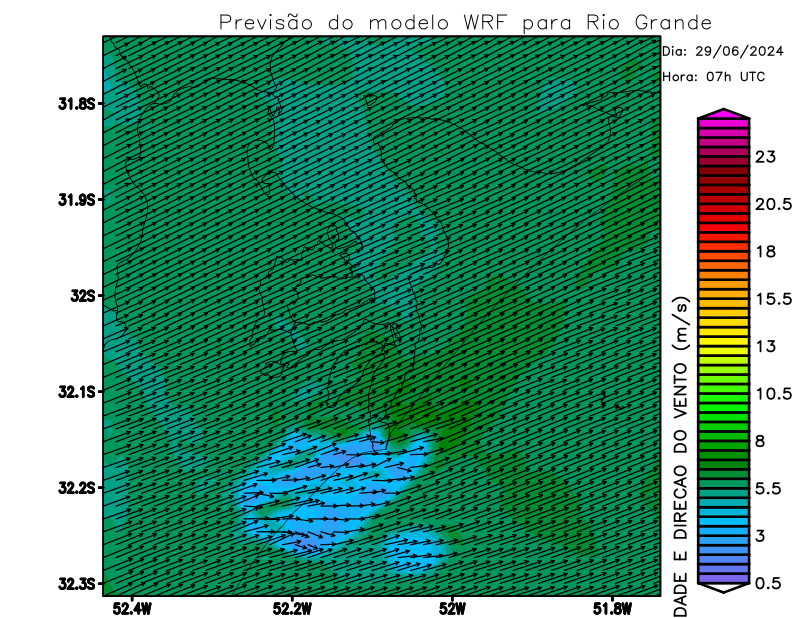 Previsão do modelo WRF para Rio Grande
Dia: 29/06/2024
Hora: 07h UTC
31.8S
31.9S
32S
32.1S
32.2S
32.3S
52.4W
52.2W
52W
51.8W
DADE E DIRECAO DO VENTO (m/s)
23
20.5
18
15.5
13
10.5
8
5.5
3
0.5